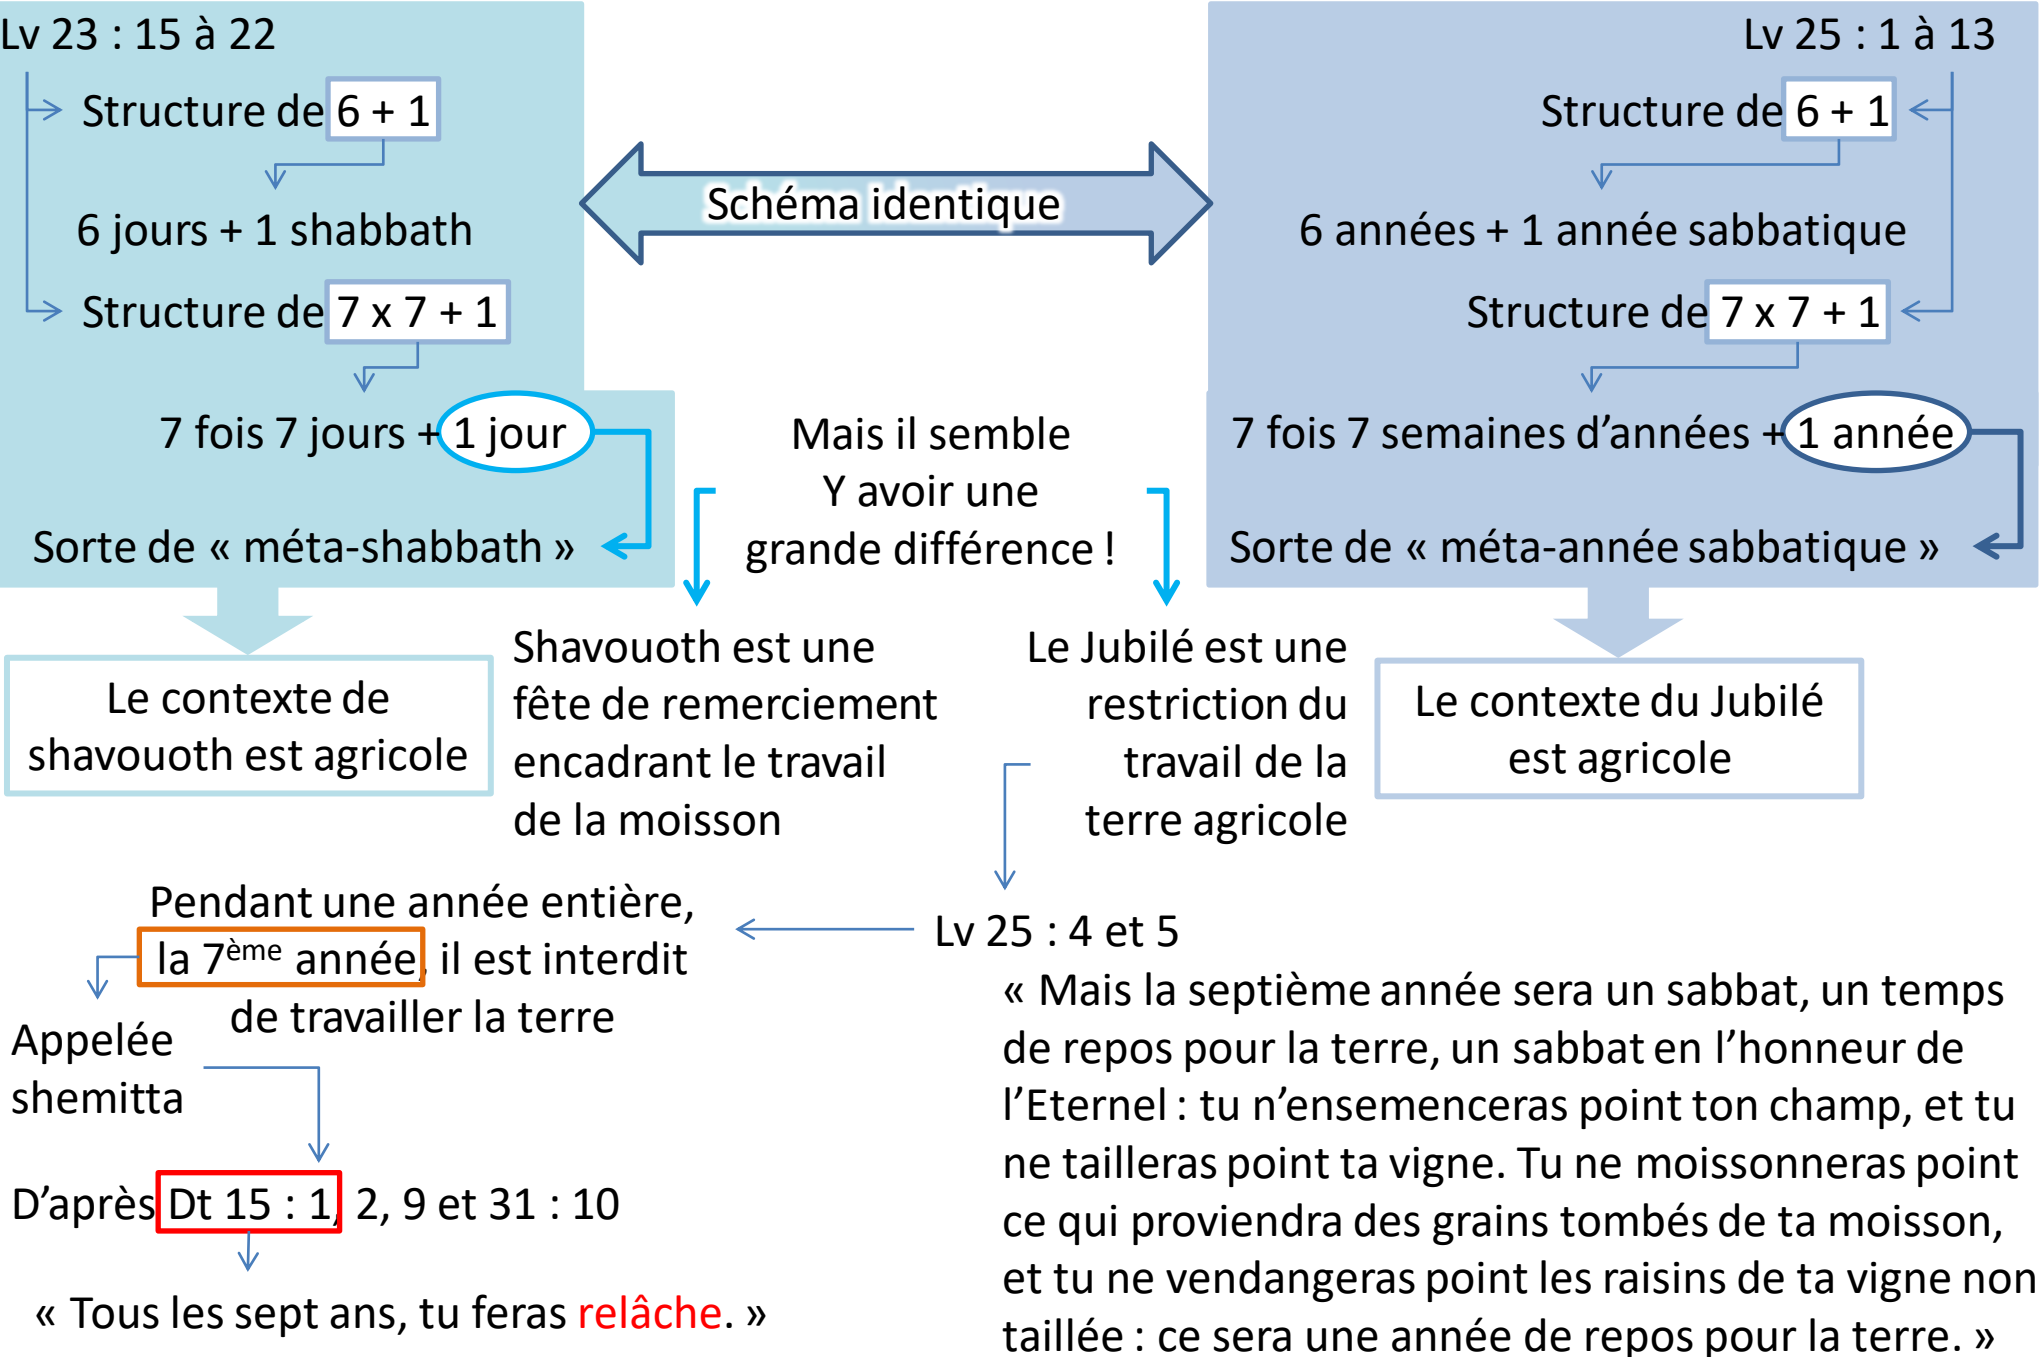 Lv 23 : 15 à 22
Structure de 6 + 1
6 jours + 1 shabbath
Structure de 7 x 7 + 1
7 fois 7 jours + 1 jour
Sorte de « méta-shabbath »
Le contexte de
shavouoth est agricole
Schéma identique
Lv 25 : 1 à 13
Structure de 6 + 1
6 années + 1 année sabbatique
Structure de 7 x 7 + 1
7 fois 7 semaines d’années + 1 année
Sorte de « méta-année sabbatique »
Le contexte du Jubilé
est agricole
Mais il semble
Y avoir une
grande différence !
Shavouoth est une
fête de remerciement
encadrant le travail
de la moisson
Le Jubilé est une
restriction du
travail de la
terre agricole
Lv 25 : 4 et 5
« Mais la septième année sera un sabbat, un temps
de repos pour la terre, un sabbat en l’honneur de
l’Eternel : tu n’ensemenceras point ton champ, et tu
ne tailleras point ta vigne. Tu ne moissonneras point
ce qui proviendra des grains tombés de ta moisson,
et tu ne vendangeras point les raisins de ta vigne non
taillée : ce sera une année de repos pour la terre. »
Pendant une année entière,
la 7ème année, il est interdit
de travailler la terre
Appelée
shemitta
D’après Dt 15 : 1, 2, 9 et 31 : 10
« Tous les sept ans, tu feras relâche. »